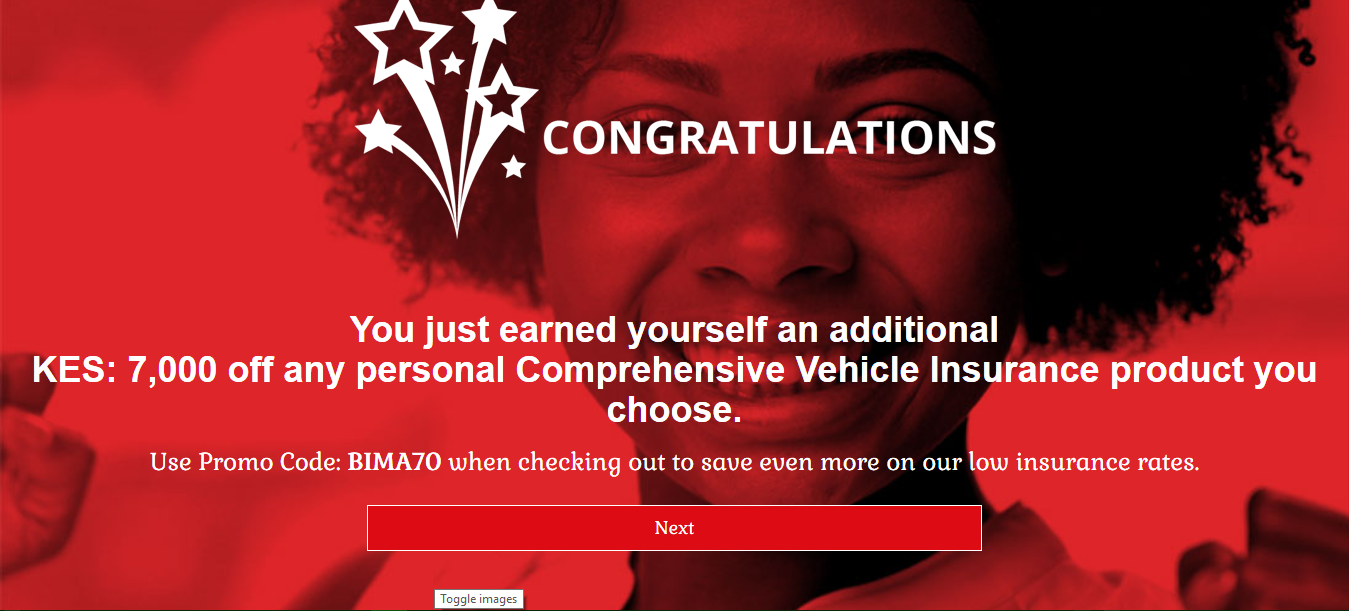 CONGRATULATIONS
You just earned yourself an additional
KES: 7,000 off any personal Comprehensive Vehicle Insurance product you
choose.
Use Promo Code: BIMA70 when checking out to save even more on our low insurance rates.
Next
Toggle images